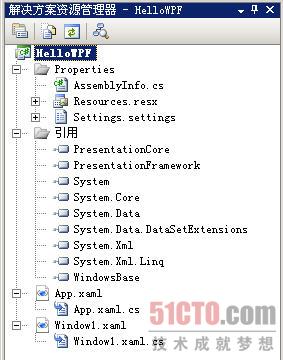 解决方案资源管理器 - HelloWPF
HelloWPF
Properties
AssemblyInfo.cs
Resources.resx
Settings.settings
引用
PresentationCore
PresentationFramework
System
System.Core
System.Data
System.Data.DataSetExtensions
System.Xml
System.Xml.Linq
WindowsBase
App.xaml
App.xaml.cs
Window1.xaml
Window1.xaml.cs
51CTO.com
技术成就梦想